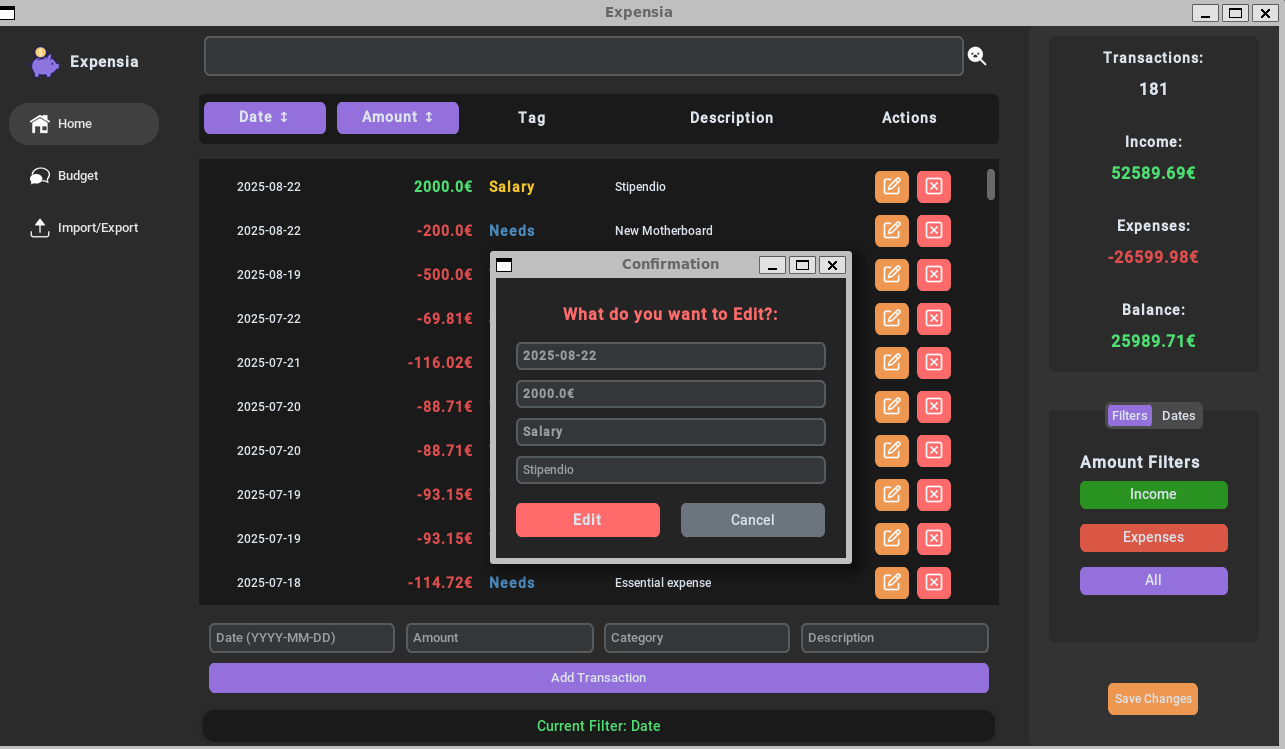 Expensia
Expensia
Home
Budget
Import/Export
Date ↕ Amount ↕ Tag Description Actions
2025-08-22 2000.0€ Salary Stipendio
2025-08-22 -200.0€ Needs New Motherboard
2025-08-19 -500.0€
2025-07-22 -69.81€
2025-07-21 -116.02€
2025-07-20 -88.71€
2025-07-20 -88.71€
2025-07-19 -93.15€
2025-07-19 -93.15€
2025-07-18 -114.72€ Needs Essential expense
Confirmation
What do you want to Edit?:
2025-08-22
2000.0€
Salary
Stipendio
Edit Cancel
Date (YYYY-MM-DD) Amount Category Description
Add Transaction
Current Filter: Date
Transactions:
181
Income:
52589.69€
Expenses:
-26599.98€
Balance:
25989.71€
Filters Dates
Amount Filters
Income
Expenses
All
Save Changes